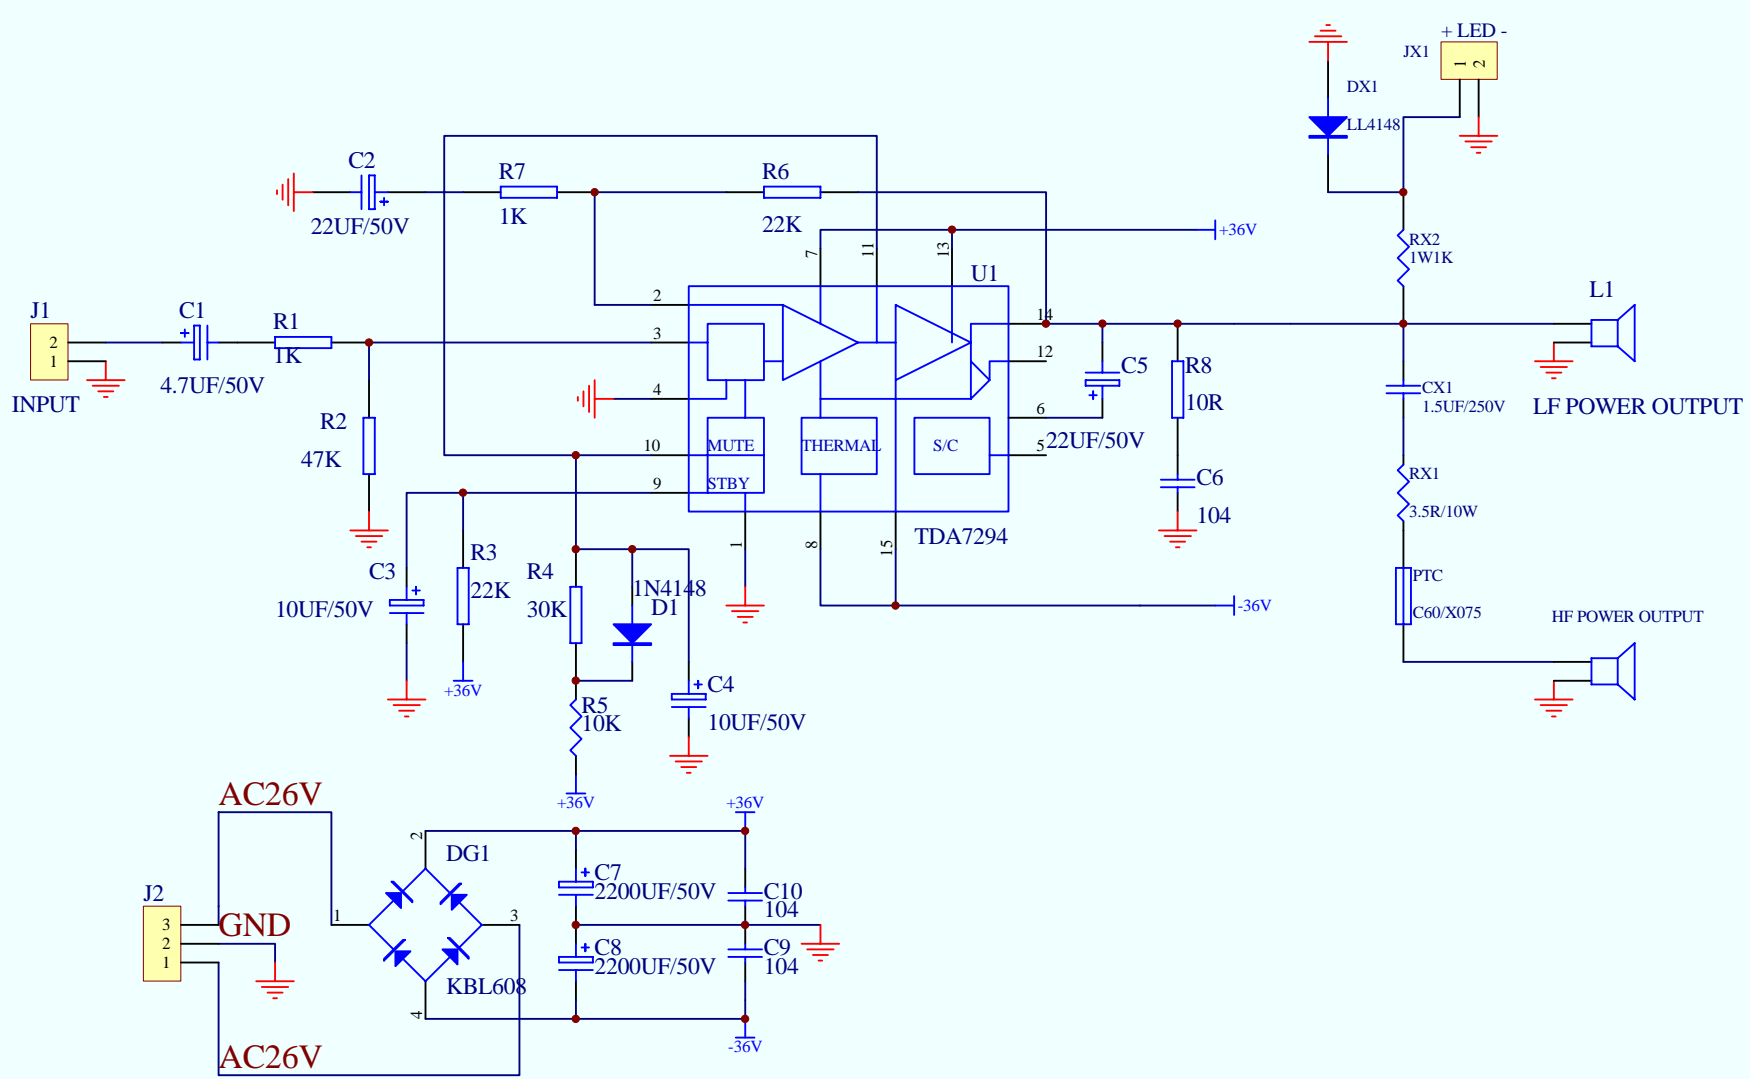 + LED -
JX1
1
2
DX1
LL4148
C2
+
22UF/50V
R7
1K
R6
22K
+36V
7
11
13
U1
RX2
1W1K
J1
2
1
INPUT
C1
+
4.7UF/50V
R1
1K
2
3
4
10
9
14
12
6
5
MUTE
STBY
THERMAL
S/C
TDA7294
1
8
15
-36V
R2
47K
C5
+
22UF/50V
R8
10R
C6
104
L1
LF POWER OUTPUT
CX1
1.5UF/250V
RX1
3.5R/10W
PTC
C60/X075
HF POWER OUTPUT
C3
+
10UF/50V
R3
22K
+36V
R4
30K
1N4148
D1
R5
10K
+36V
C4
+
10UF/50V
AC26V
J2
3
2
1
GND
AC26V
1
2
DG1
3
KBL608
4
+36V
C7
+
2200UF/50V
C10
104
C8
+
2200UF/50V
C9
104
-36V